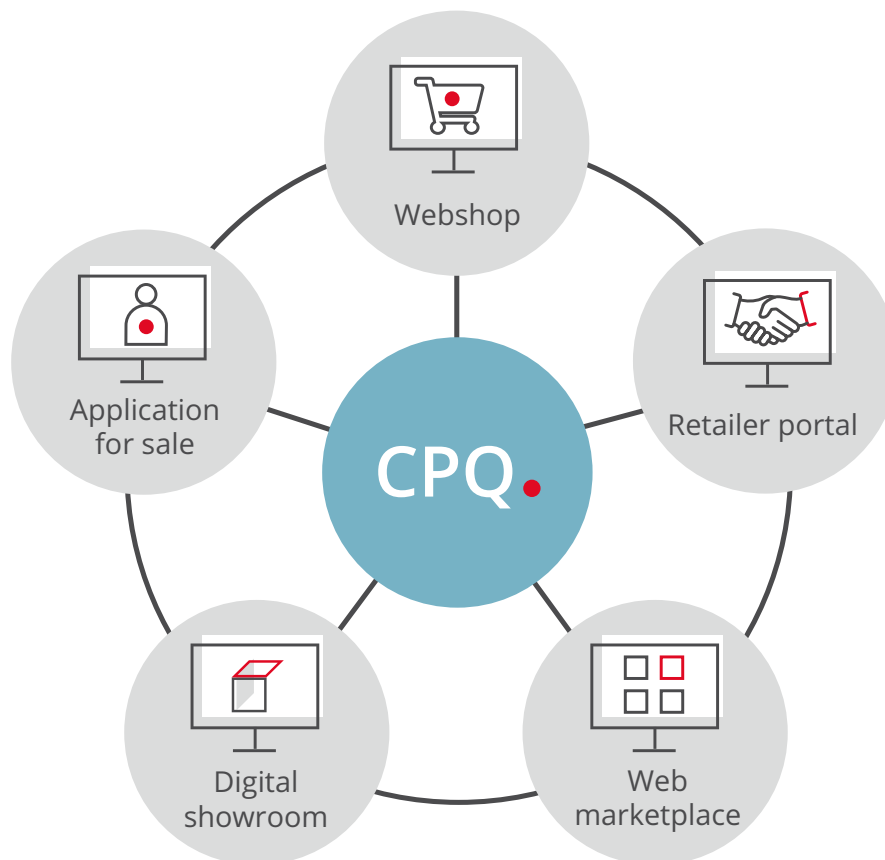 Webshop
Application
for sale
Retailer portal
CPQ.
Digital
showroom
Web
marketplace